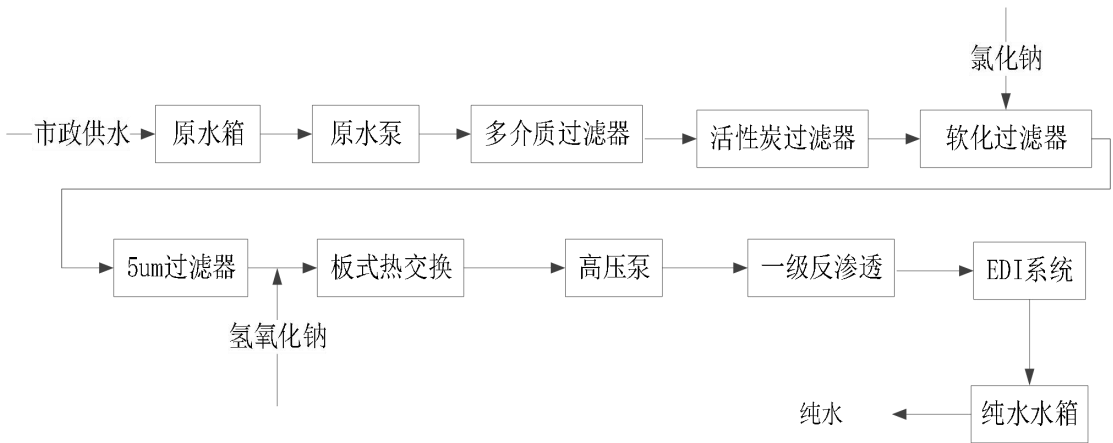 氯化钠
市政供水
原水箱
原水泵
多介质过滤器
活性炭过滤器
软化过滤器
5um过滤器
板式热交换
高压泵
一级反渗透
EDI系统
氢氧化钠
纯水
纯水水箱